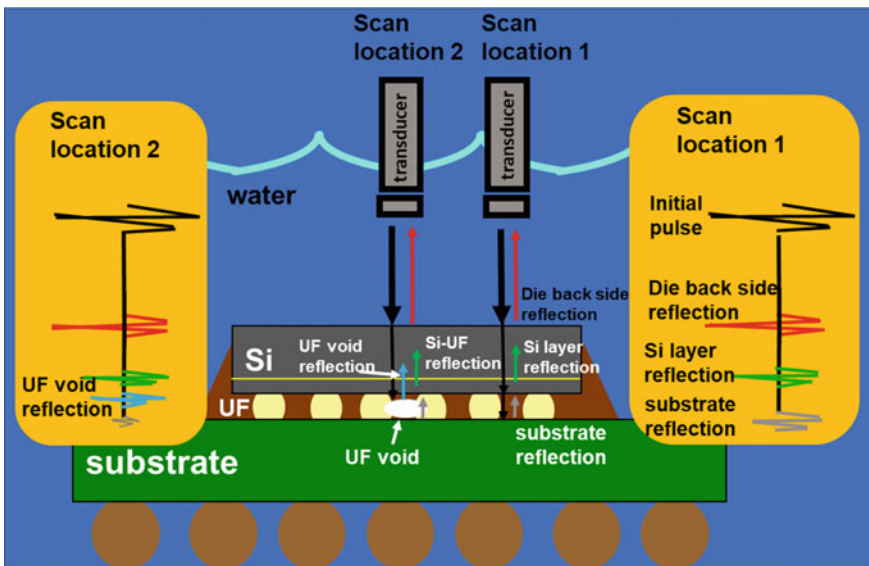 Scan
location 2
Scan
location 1
transducer
transducer
Scan
location 2
UF void
reflection
water
Scan
location 1
Initial
pulse
Die back side
reflection
Si layer
reflection
substrate
reflection
Die back side
reflection
Si
UF void
reflection
Si-UF
reflection
Si layer
reflection
UF
substrate
UF void
substrate
reflection